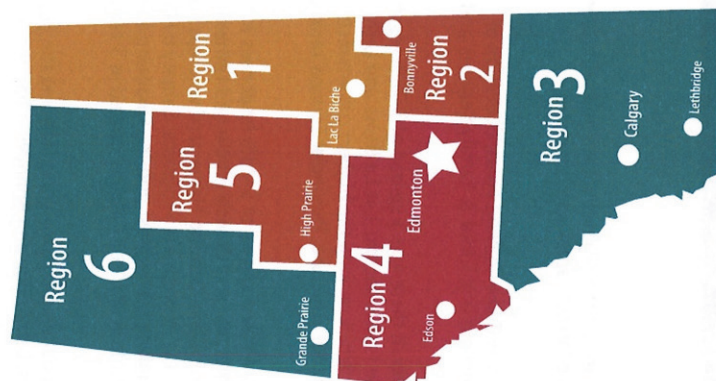 Region
1
Lac La Biche
Bonnyville
Region
2
Region 3
Calgary
Lethbridge
Region 4
Edmonton
Edson
Region
5
High Prairie
Region
6
Grande Prairie